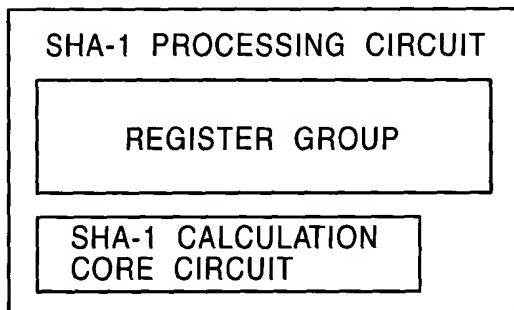 SHA-1 PROCESSING CIRCUIT
REGISTER GROUP
SHA-1 CALCULATION
CORE CIRCUIT